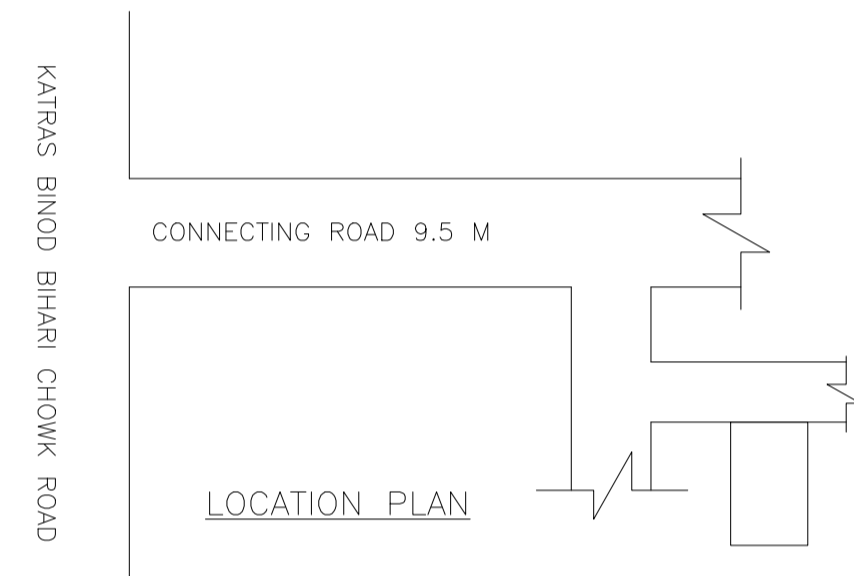 KATRAS BINOD BIHARI CHOWK ROAD
CONNECTING ROAD 9.5 M
LOCATION PLAN